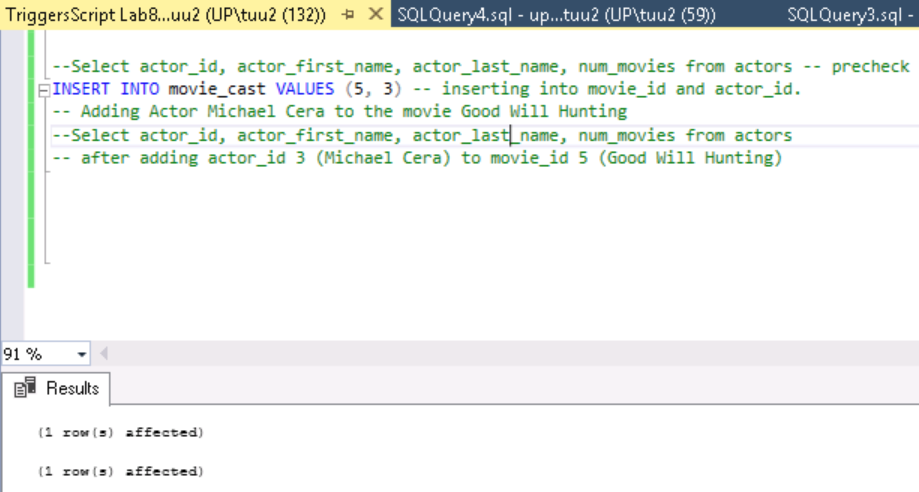 TriggersScript Lab8...uu2 (UP\tuu2 (132)) SQLQuery4.sql - up...tuu2 (UP\tuu2 (59)) SQLQuery3.sql -
--Select actor_id, actor_first_name, actor_last_name, num_movies from actors -- precheck
INSERT INTO movie_cast VALUES (5, 3) -- inserting into movie_id and actor_id.
-- Adding Actor Michael Cera to the movie Good Will Hunting
--Select actor_id, actor_first_name, actor_last_name, num_movies from actors
-- after adding actor_id 3 (Michael Cera) to movie_id 5 (Good Will Hunting)
91 %
Results
(1 row(s) affected)
(1 row(s) affected)